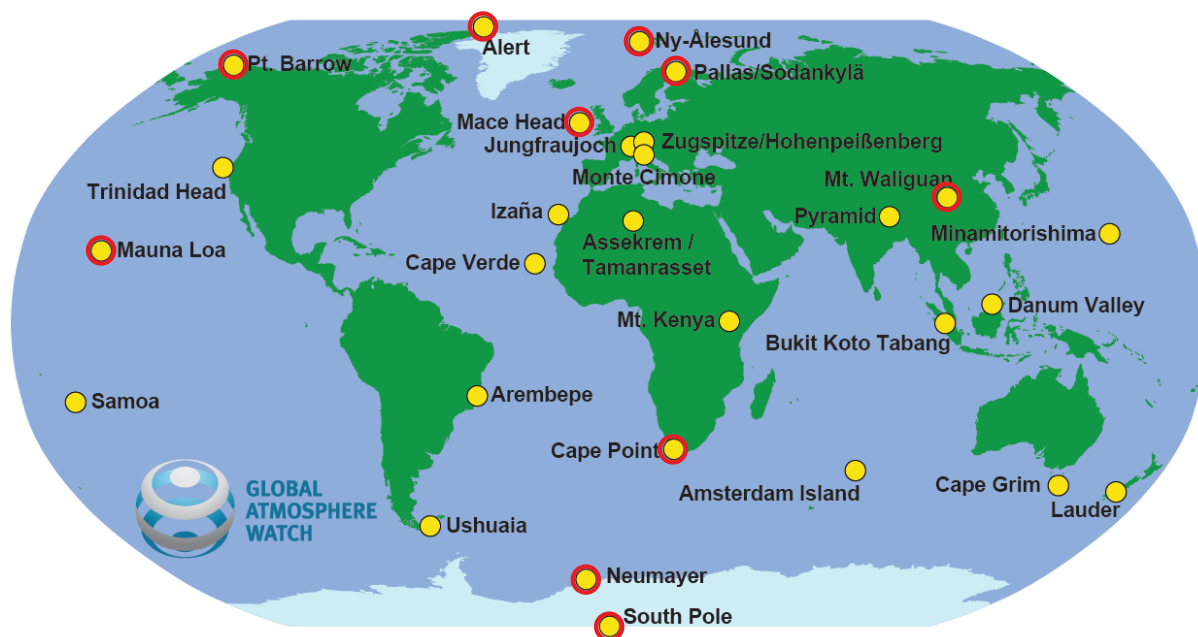 Alert
Ny-Ålesund
Pt. Barrow
Pallas/Sodankylä
Mace Head
Jungfraujoch
Zugspitze/Hohenpeißenberg
Monte Cimone
Mt. Waliguan
Trinidad Head
Izaña
Pyramid
Minamitorishima
Mauna Loa
Assekrem /
Tamanrasset
Cape Verde
Danum Valley
Mt. Kenya
Bukit Koto Tabang
Samoa
Arembepe
Cape Point
Amsterdam Island
Cape Grim
Lauder
GLOBAL
ATMOSPHERE
WATCH
Ushuaia
Neumayer
South Pole